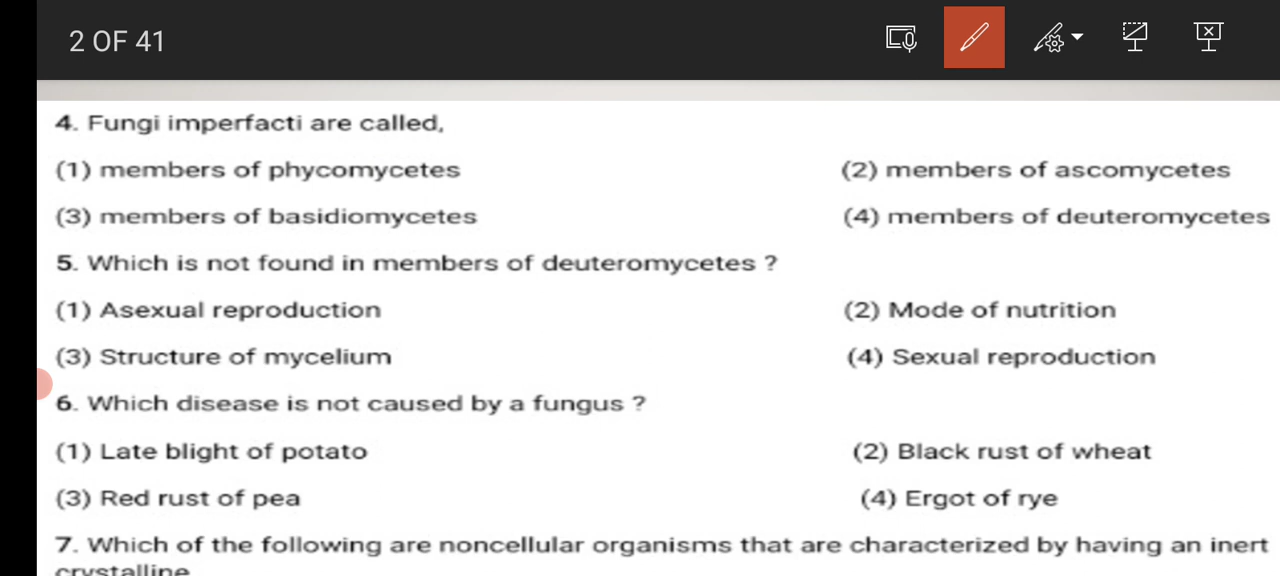 2 OF 41
4. Fungi imperfacti are called,
(1) members of phycomycetes (2) members of ascomycetes
(3) members of basidiomycetes (4) members of deuteromycetes
5. Which is not found in members of deuteromycetes ?
(1) Asexual reproduction (2) Mode of nutrition
(3) Structure of mycelium (4) Sexual reproduction
6. Which disease is not caused by a fungus ?
(1) Late blight of potato (2) Black rust of wheat
(3) Red rust of pea (4) Ergot of rye
7. Which of the following are noncellular organisms that are characterized by having an inert
crystalline